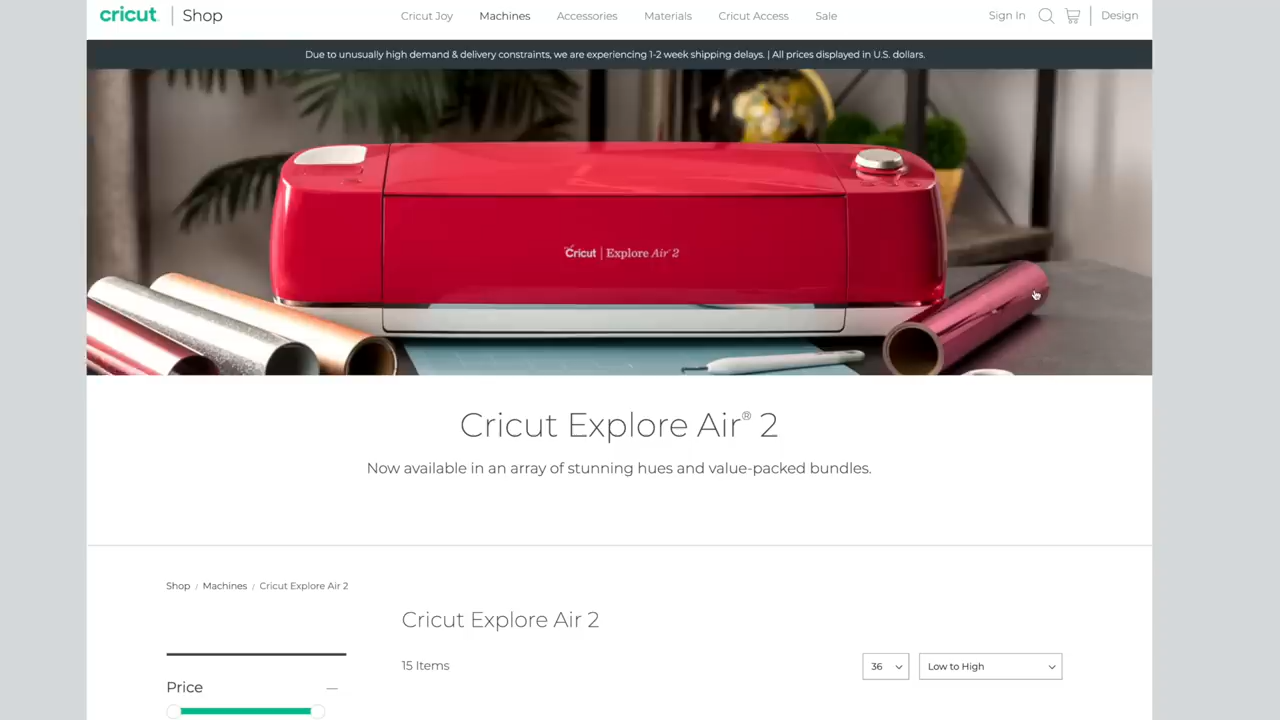 cricut Shop Cricut Joy Machines Accessories Materials Cricut Access Sale Sign In Design
Due to unusually high demand & delivery constraints, we are experiencing 1-2 week shipping delays. | All prices displayed in U.S. dollars.
Cricut | Explore Air 2
Cricut Explore Air® 2
Now available in an array of stunning hues and value-packed bundles.
Shop / Machines / Cricut Explore Air 2
Cricut Explore Air 2
15 Items 36 Low to High
Price